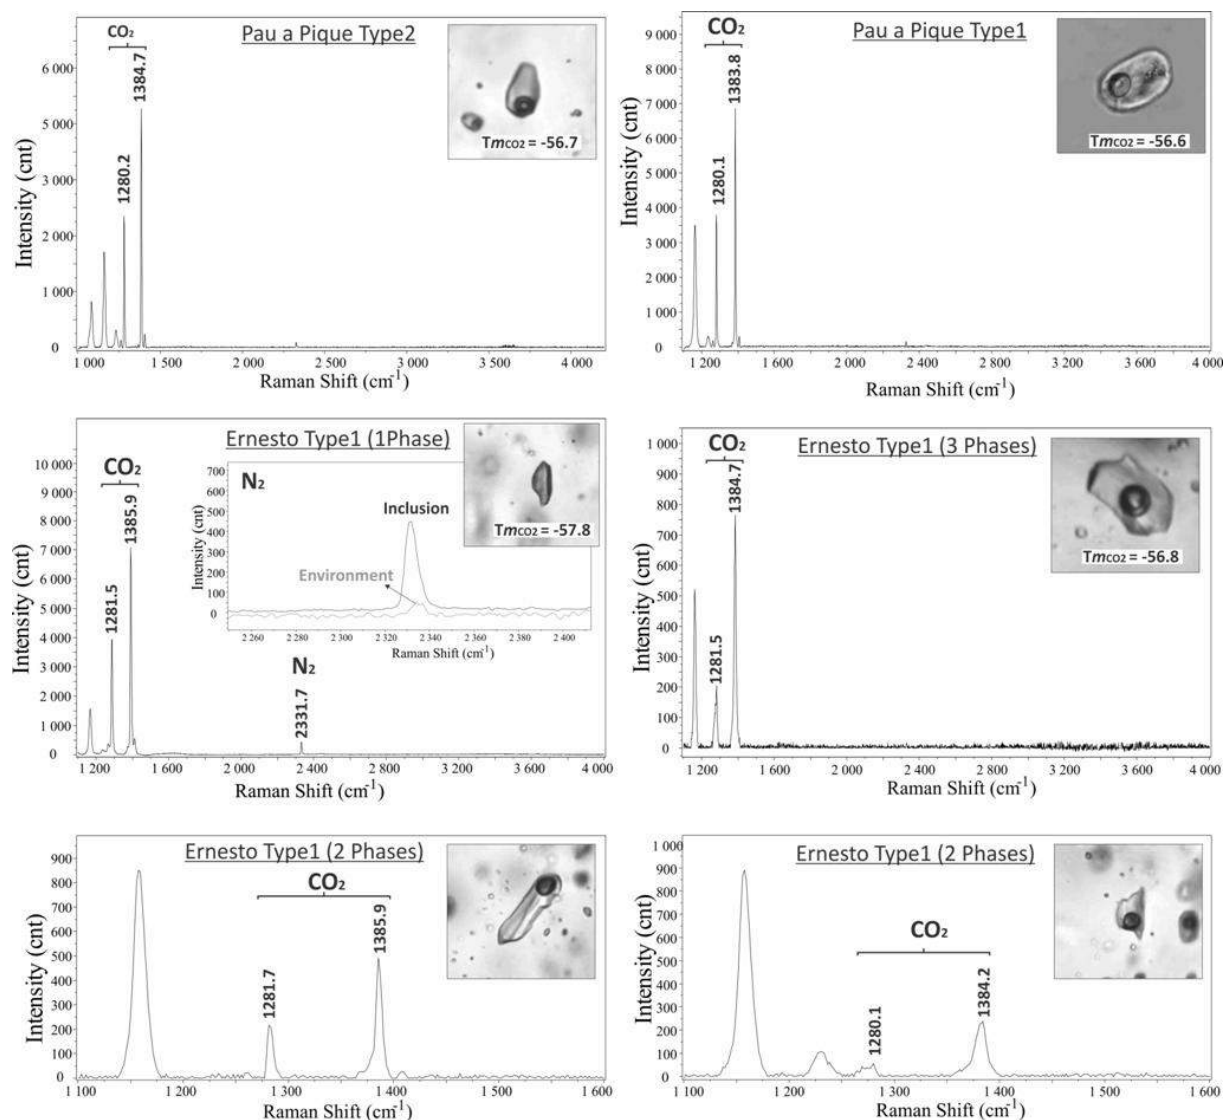 Pau a Pique Type2
CO2
1384.7
1280.2
TmCO2 = -56.7
Intensity (cnt)
6 000
5 000
4 000
3 000
2 000
1 000
0
1 000 1 500 2 000 2 500 3 000 3 500 4 000
Raman Shift (cm-1)
Pau a Pique Type1
CO2
1383.8
1280.1
TmCO2 = -56.6
Intensity (cnt)
9 000
8 000
7 000
6 000
5 000
4 000
3 000
2 000
1 000
0
1 200 1 600 2 000 2 400 2 800 3 200 3 600 4 000
Raman Shift (cm-1)
Ernesto Type1 (1Phase)
CO2
1385.9
1281.5
N2
2331.7
TmCO2 = -57.8
Intensity (cnt)
10 000
9 000
8 000
7 000
6 000
5 000
4 000
3 000
2 000
1 000
0
1 200 1 600 2 000 2 400 2 800 3 200 3 600 4 000
Raman Shift (cm-1)
N2
Inclusion
Environment
Intensity (cnt)
700
600
500
400
300
200
100
0
2 260 2 280 2 300 2 320 2 340 2 360 2 380 2 400
Raman Shift (cm-1)
Ernesto Type1 (3 Phases)
CO2
1384.7
1281.5
TmCO2 = -56.8
Intensity (cnt)
1 000
900
800
700
600
500
400
300
200
100
0
1 200 1 600 2 000 2 400 2 800 3 200 3 600 4 000
Raman Shift (cm-1)
Ernesto Type1 (2 Phases)
CO2
1385.9
1281.7
Intensity (cnt)
900
800
700
600
500
400
300
200
100
0
1 100 1 200 1 300 1 400 1 500 1 600
Raman Shift (cm-1)
Ernesto Type1 (2 Phases)
CO2
1384.2
1280.1
Intensity (cnt)
1 000
900
800
700
600
500
400
300
200
100
0
1 100 1 200 1 300 1 400 1 500 1 600
Raman Shift (cm-1)